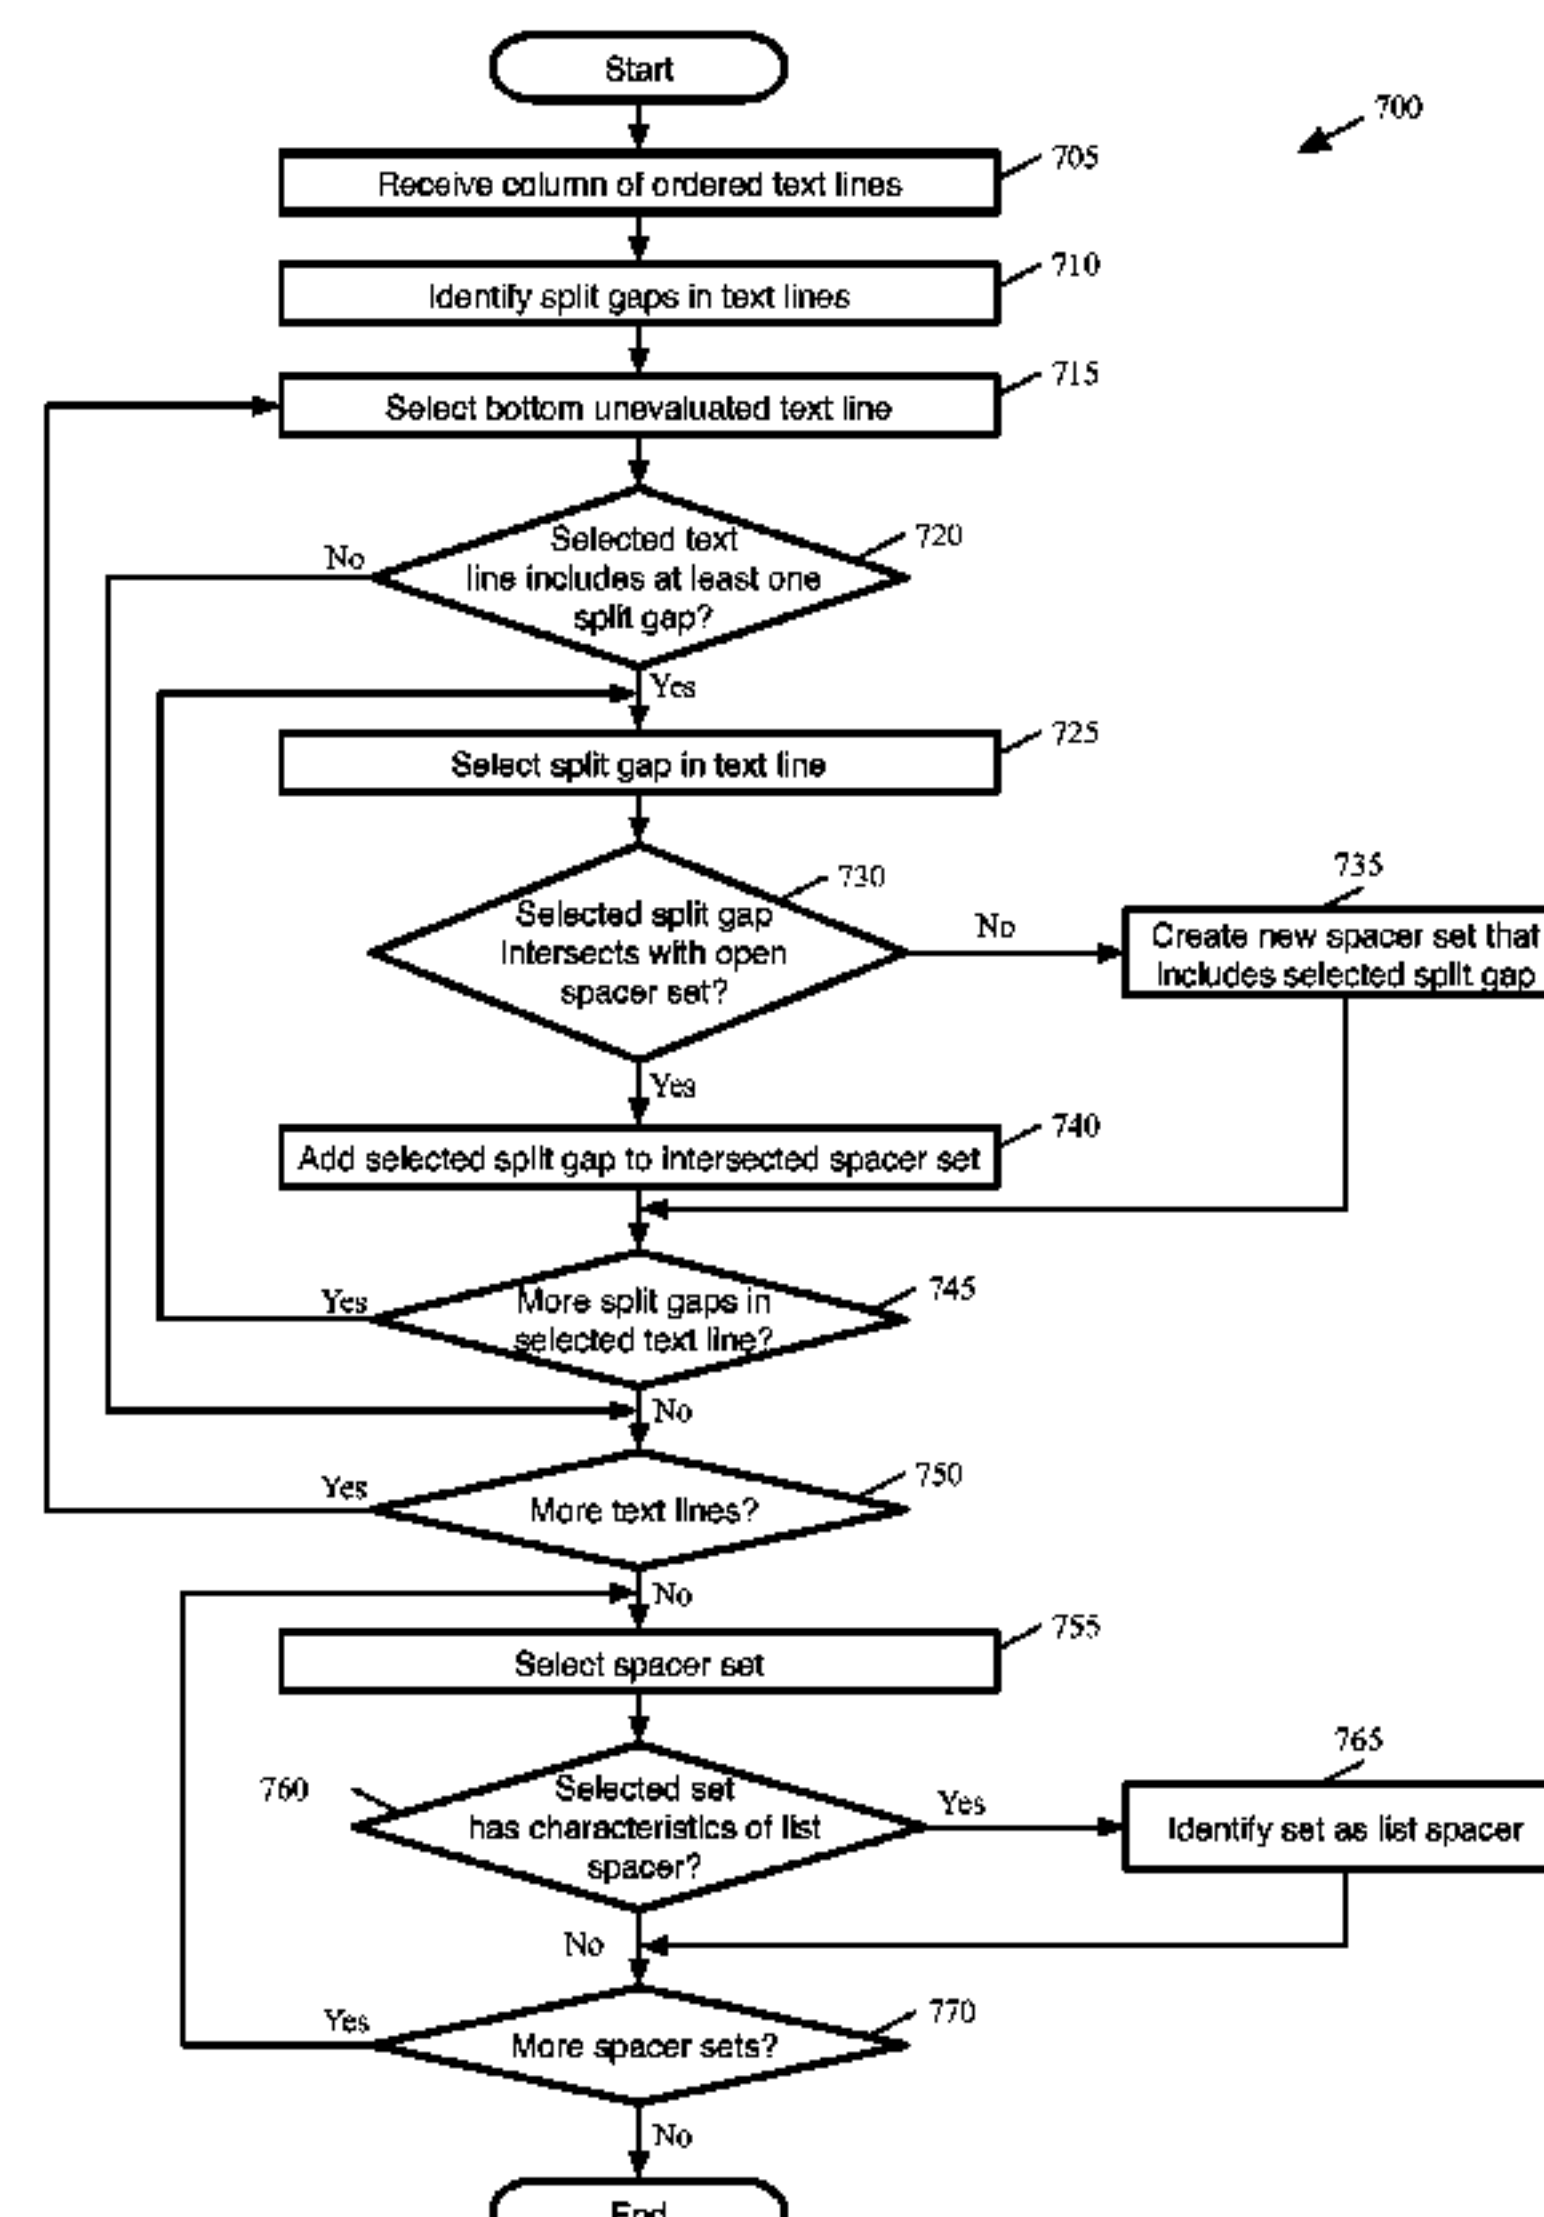 Start
700
705
Receive column of ordered text lines
710
Identify split gaps in text lines
715
Select bottom unevaluated text line
720
Selected text
line includes at least one
split gap?
No
Yes
725
Select split gap in text line
730
Selected split gap
intersects with open
spacer set?
No
735
Create new spacer set that
includes selected split gap
Yes
740
Add selected split gap to intersected spacer set
745
More split gaps in
selected text line?
Yes
No
750
More text lines?
Yes
No
755
Select spacer set
760
Selected set
has characteristics of list
spacer?
Yes
765
Identify set as list spacer
No
770
More spacer sets?
Yes
No
End